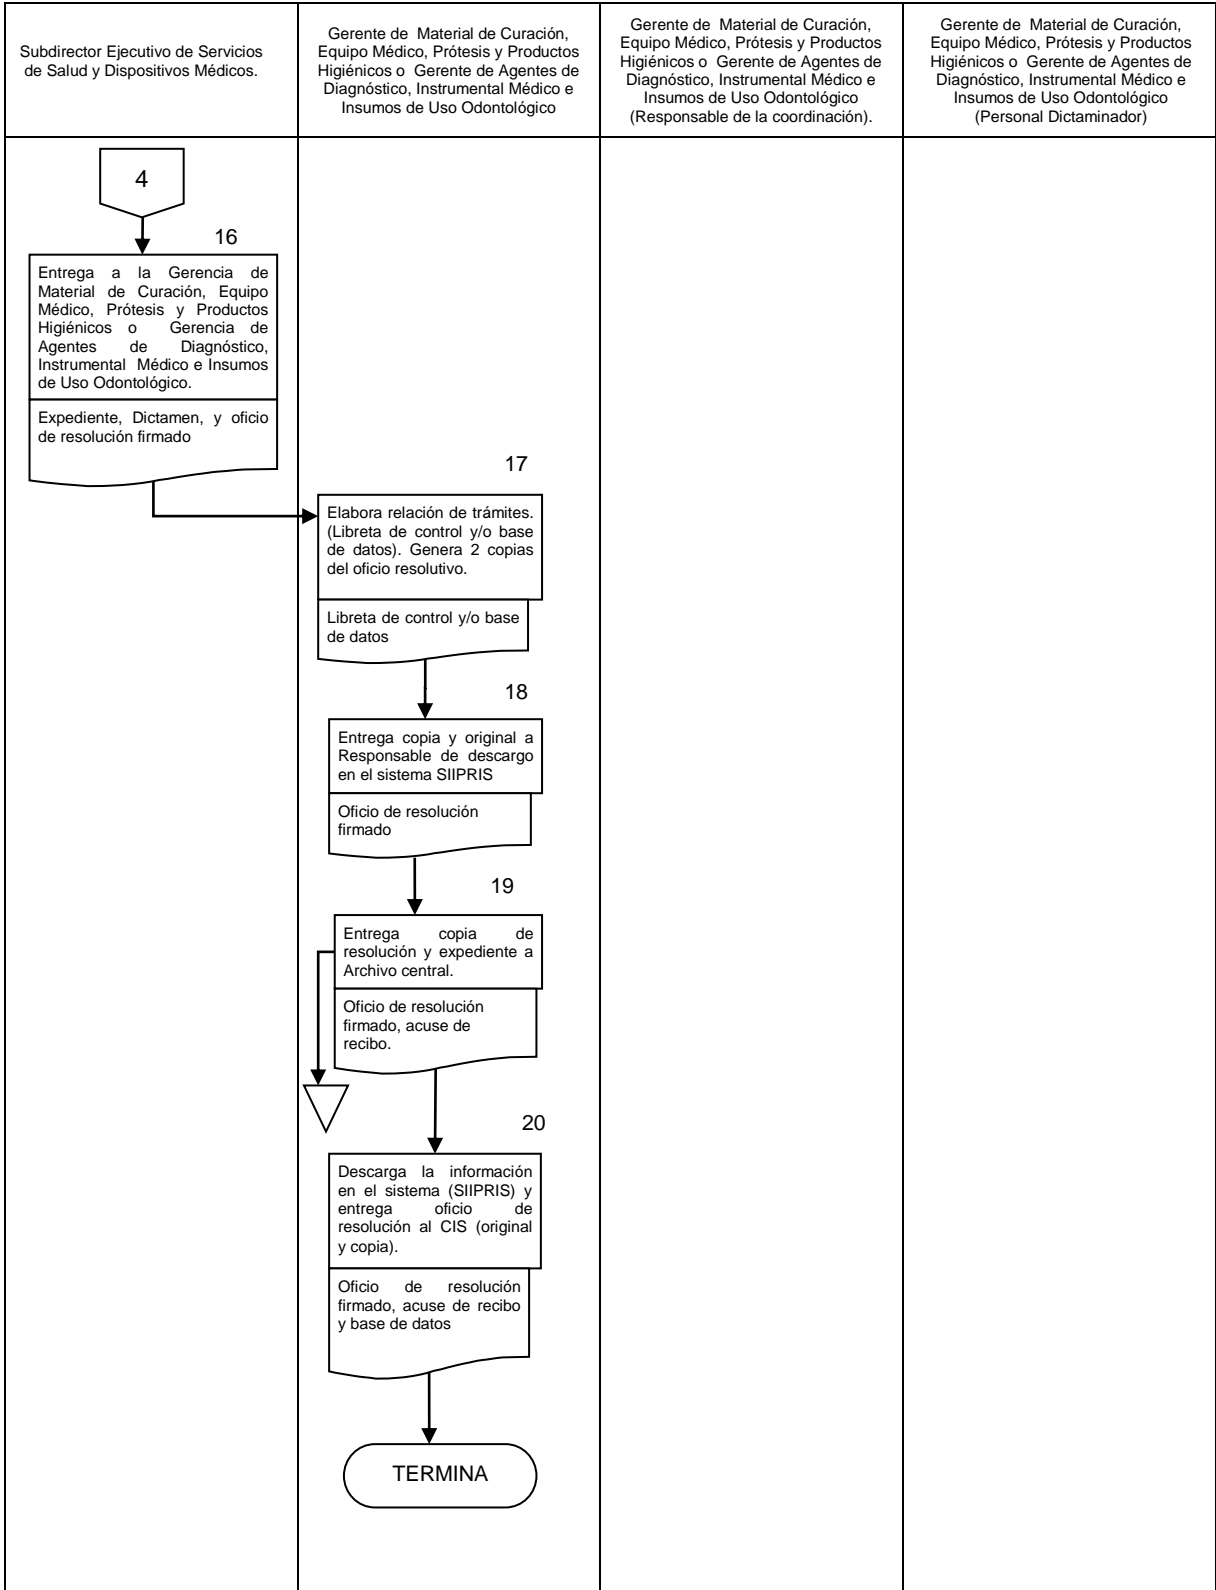 Subdirector Ejecutivo de Servicios
de Salud y Dispositivos Médicos.
Gerente de Material de Curación,
Equipo Médico, Prótesis y Productos
Higiénicos o Gerente de Agentes de
Diagnóstico, Instrumental Médico e
Insumos de Uso Odontológico
Gerente de Material de Curación,
Equipo Médico, Prótesis y Productos
Higiénicos o Gerente de Agentes de
Diagnóstico, Instrumental Médico e
Insumos de Uso Odontológico
(Responsable de la coordinación).
Gerente de Material de Curación,
Equipo Médico, Prótesis y Productos
Higiénicos o Gerente de Agentes de
Diagnóstico, Instrumental Médico e
Insumos de Uso Odontológico
(Personal Dictaminador)
4
16
Entrega a la Gerencia de
Material de Curación, Equipo
Médico, Prótesis y Productos
Higiénicos o Gerencia de
Agentes de Diagnóstico,
Instrumental Médico e Insumos
de Uso Odontológico.
Expediente, Dictamen, y oficio
de resolución firmado
17
Elabora relación de trámites.
(Libreta de control y/o base
de datos). Genera 2 copias
del oficio resolutivo.
Libreta de control y/o base
de datos
18
Entrega copia y original a
Responsable de descargo
en el sistema SIIPRIS
Oficio de resolución
firmado
19
Entrega copia de
resolución y expediente a
Archivo central.
Oficio de resolución
firmado, acuse de
recibo.
20
Descarga la información
en el sistema (SIIPRIS) y
entrega oficio de
resolución al CIS (original
y copia).
Oficio de resolución
firmado, acuse de recibo
y base de datos
TERMINA